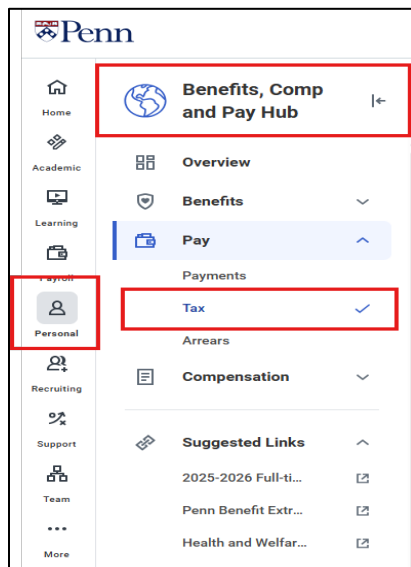 Penn
Home
Academic
Learning
Payroll
Personal
Recruiting
Support
Team
More
Benefits, Comp
and Pay Hub
Overview
Benefits
Pay
Payments
Tax
Arrears
Compensation
Suggested Links
2025-2026 Full-ti...
Penn Benefit Extr...
Health and Welfar...